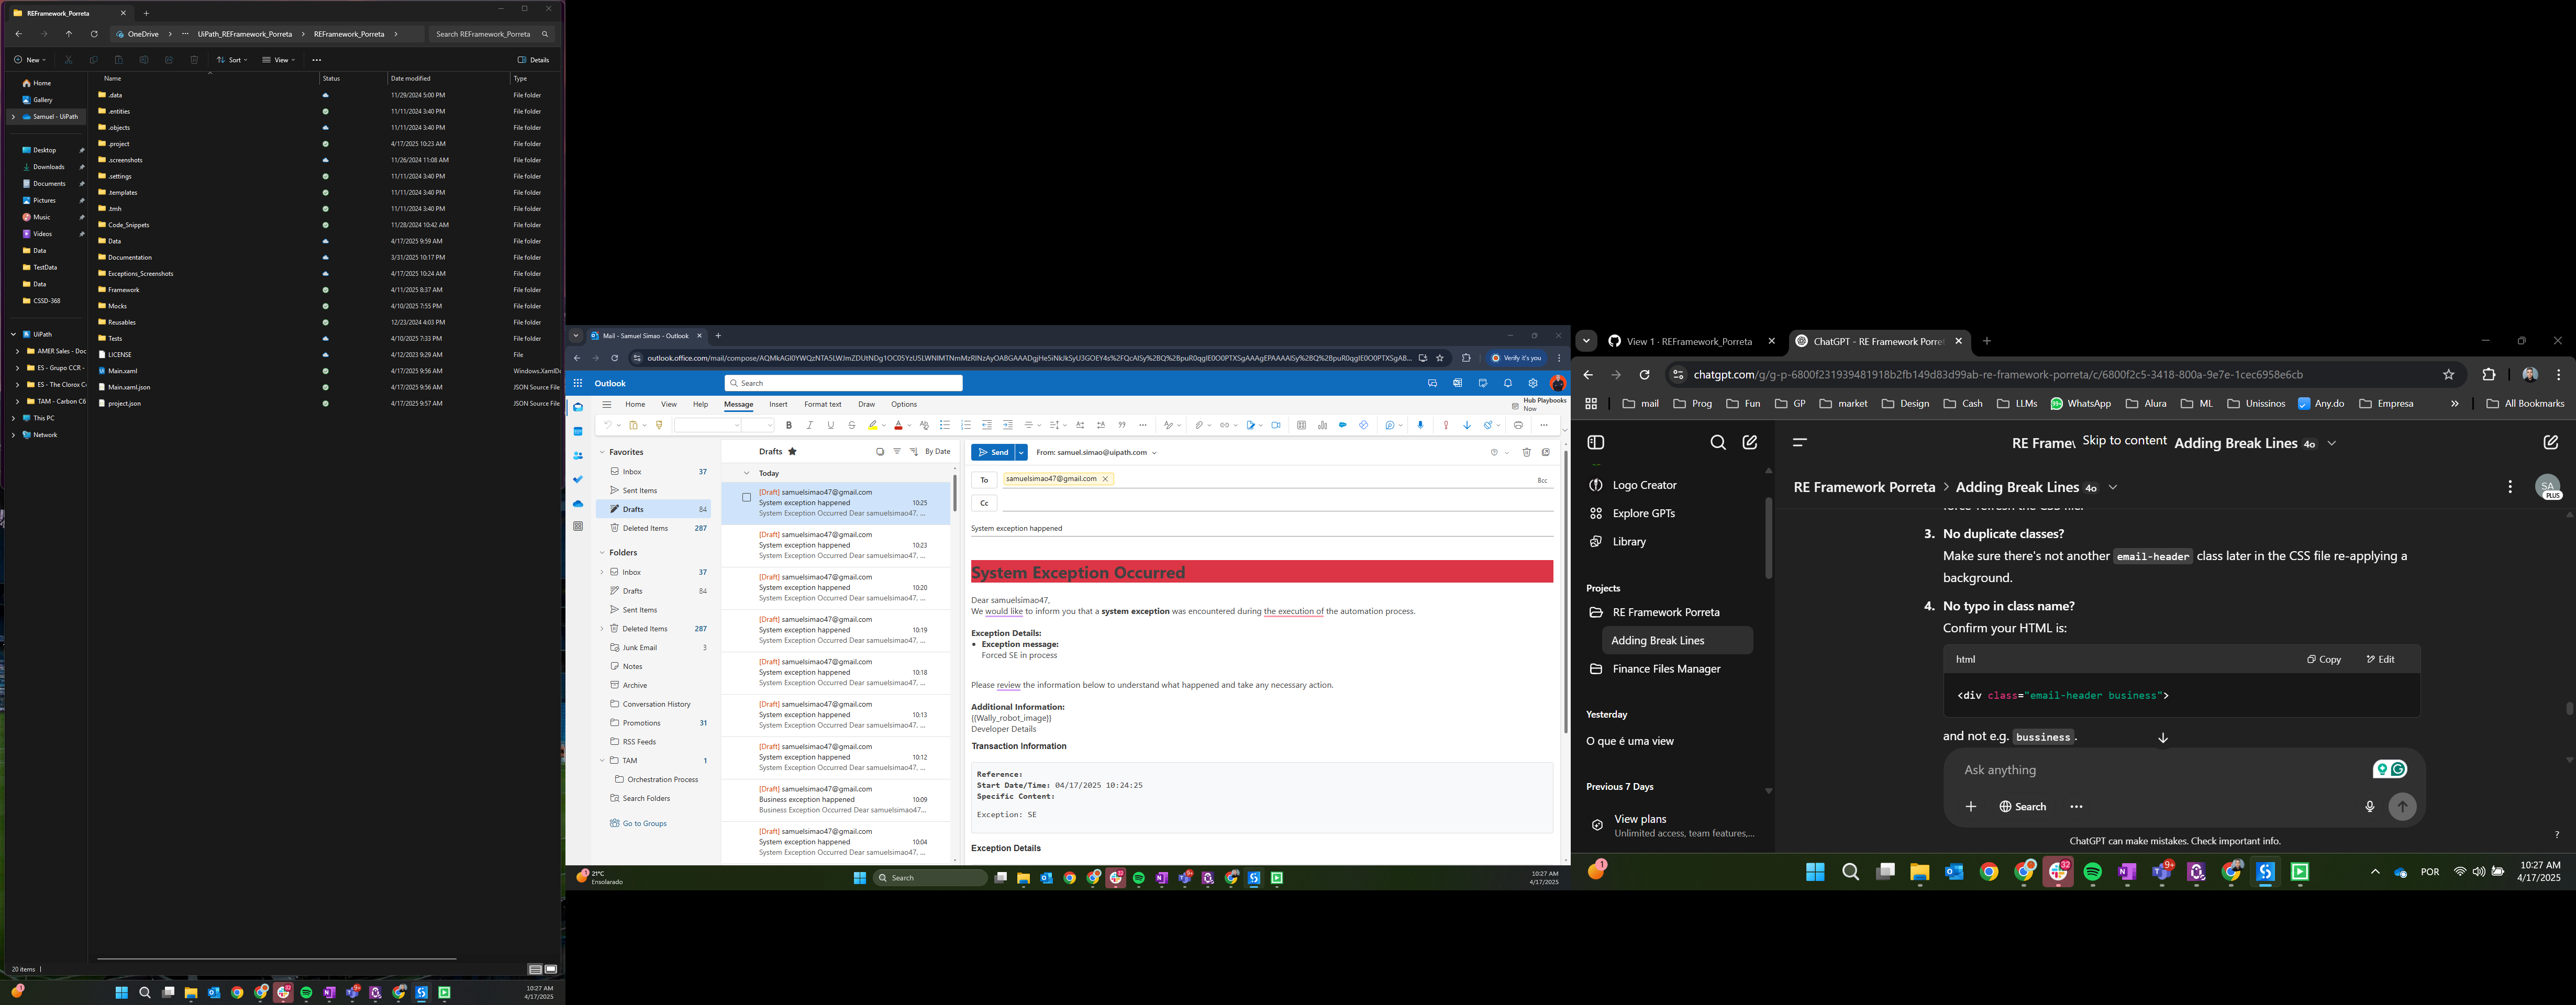 REFramework_Porreta
OneDrive
UiPath_REFramework_Porreta
REFramework_Porreta
Search REFramework_Porreta
New
Sort
View
Details
Name Status Date modified Type
Home
Gallery
Samuel - UiPath
Desktop
Downloads
Documents
Pictures
Music
Videos
Data
TestData
Data
CSSD-368
UiPath
AMER Sales - Doc
ES - Grupo CCR -
ES - The Clorox C
TAM - Carbon C6
This PC
Network
.data 11/29/2024 5:00 PM File folder
.entities 11/11/2024 3:40 PM File folder
.objects 11/11/2024 3:40 PM File folder
.project 4/17/2025 10:23 AM File folder
.screenshots 11/26/2024 11:08 AM File folder
.settings 11/11/2024 3:40 PM File folder
.templates 11/11/2024 3:40 PM File folder
.tmh 11/11/2024 3:40 PM File folder
Code_Snippets 11/28/2024 10:42 AM File folder
Data 4/17/2025 9:59 AM File folder
Documentation 3/31/2025 10:17 PM File folder
Exceptions_Screenshots 4/17/2025 10:24 AM File folder
Framework 4/11/2025 8:37 AM File folder
Mocks 4/10/2025 7:55 PM File folder
Reusables 12/23/2024 4:03 PM File folder
Tests 4/10/2025 7:33 PM File folder
LICENSE 4/12/2023 9:29 AM File
Main.xaml 4/17/2025 9:56 AM Windows.XamlDo
Main.xaml.json 4/17/2025 9:56 AM JSON Source File
project.json 4/17/2025 9:57 AM JSON Source File
20 items
10:27 AM
4/17/2025
Mail - Samuel Simao - Outlook
Verify it's you
Outlook
Search
Home View Help Message Insert Format text Draw Options
Hub Playbooks
Now
Favorites
Inbox 37
Sent Items
Drafts 84
Deleted Items 287
Folders
Inbox 37
Drafts 84
Sent Items
Deleted Items 287
Junk Email 3
Notes
Archive
Conversation History
Promotions 31
RSS Feeds
TAM 1
Orchestration Process
Search Folders
Go to Groups
Drafts By Date
Today
[Draft] samuelsimao47@gmail.com
System exception happened 10:25
System Exception Occurred Dear samuelsimao47, ...
[Draft] samuelsimao47@gmail.com
System exception happened 10:23
System Exception Occurred Dear samuelsimao47, ...
[Draft] samuelsimao47@gmail.com
System exception happened 10:20
System Exception Occurred Dear samuelsimao47, ...
[Draft] samuelsimao47@gmail.com
System exception happened 10:19
System Exception Occurred Dear samuelsimao47, ...
[Draft] samuelsimao47@gmail.com
System exception happened 10:18
System Exception Occurred Dear samuelsimao47, ...
[Draft] samuelsimao47@gmail.com
System exception happened 10:13
System Exception Occurred Dear samuelsimao47, ...
[Draft] samuelsimao47@gmail.com
System exception happened 10:12
System Exception Occurred Dear samuelsimao47, ...
[Draft] samuelsimao47@gmail.com
Business exception happened 10:09
Business Exception Occurred Dear samuelsimao47...
[Draft] samuelsimao47@gmail.com
System exception happened 10:04
System Exception Occurred Dear samuelsimao47, ...
Send From: samuel.simao@uipath.com
To samuelsimao47@gmail.com Bcc
Cc
System exception happened
System Exception Occurred
Dear samuelsimao47,
We would like to inform you that a system exception was encountered during the execution of the automation process.
Exception Details:
• Exception message:
Forced SE in process
Please review the information below to understand what happened and take any necessary action.
Additional Information:
{{Wally_robot_image}}
Developer Details
Transaction Information
Reference:
Start Date/Time: 04/17/2025 10:24:25
Specific Content:
Exception: SE
Exception Details
21°C
Ensolarado
Search
10:27 AM
4/17/2025
View 1 · REFramework_Porreta
ChatGPT - RE Framework Porret
chatgpt.com/g/g-p-6800f231939481918b2fb149d83d99ab-re-framework-porreta/c/6800f2c5-3418-800a-9e7e-1cec6958e6cb
mail Prog Fun GP market Design Cash LLMs WhatsApp Alura ML Unissinos Any.do Empresa » All Bookmarks
Logo Creator
Explore GPTs
Library
Projects
RE Framework Porreta
Adding Break Lines
Finance Files Manager
Yesterday
O que é uma view
Previous 7 Days
View plans
Unlimited access, team features,...
RE Framew Skip to content Adding Break Lines 4o
RE Framework Porreta > Adding Break Lines 4o
SA
PLUS
force-refresh the CSS file.
3. No duplicate classes?
Make sure there's not another email-header class later in the CSS file re-applying a
background.
4. No typo in class name?
Confirm your HTML is:
html Copy Edit
<div class="email-header business">
and not e.g. bussiness.
Ask anything
Search
ChatGPT can make mistakes. Check important info.
?
POR
10:27 AM
4/17/2025